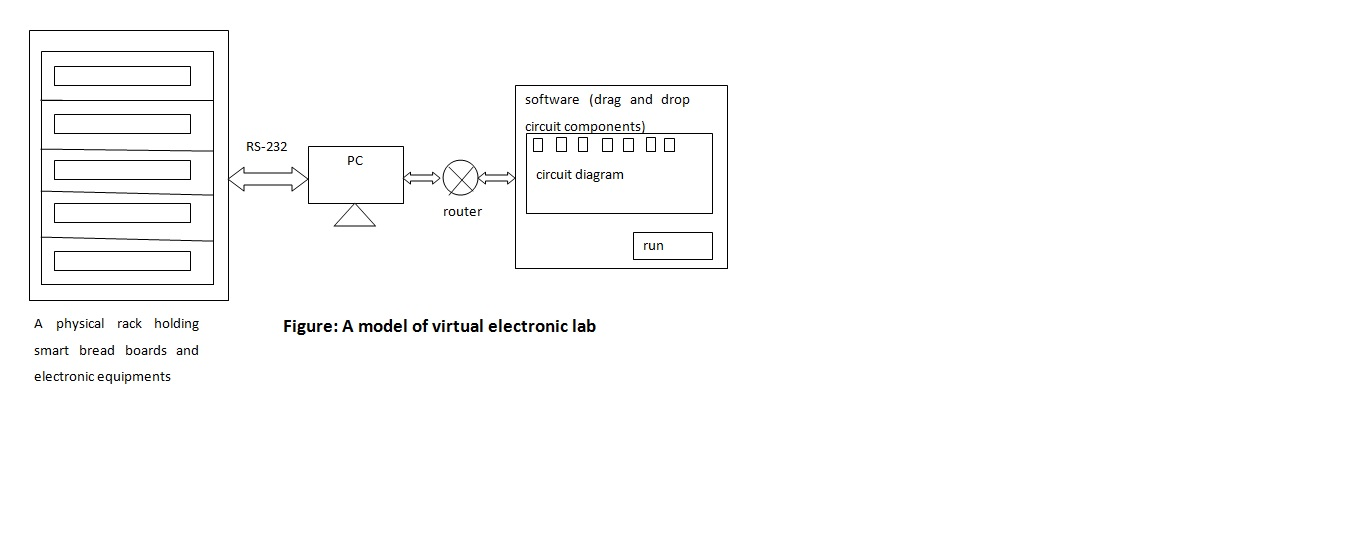 software (drag and drop
circuit components)
RS-232
PC
circuit diagram
router
run
A physical rack holding
smart bread boards and
electronic equipments
Figure: A model of virtual electronic lab